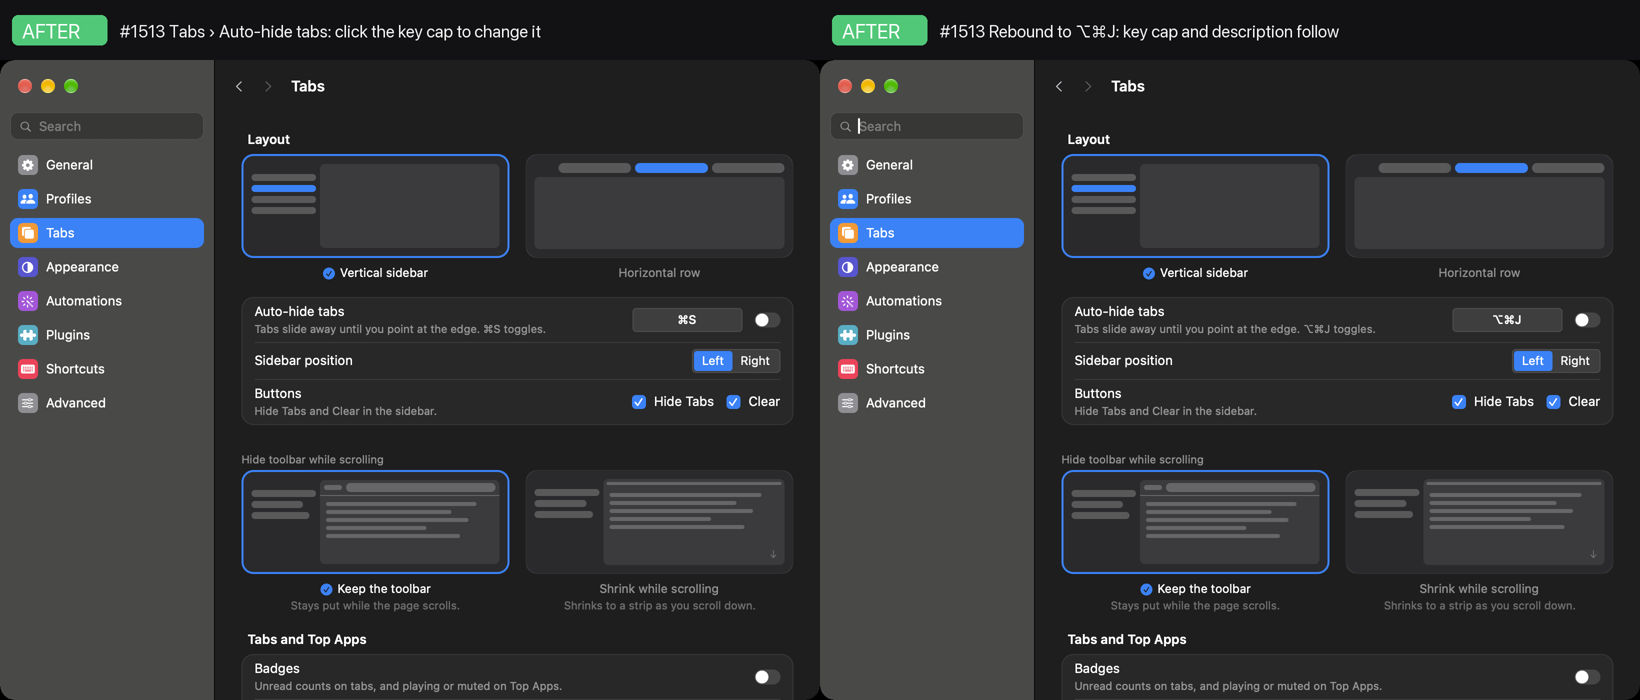 AFTER #1513 Tabs › Auto-hide tabs: click the key cap to change it
Tabs
Search
General
Profiles
Tabs
Appearance
Automations
Plugins
Shortcuts
Advanced
Layout
Vertical sidebar
Horizontal row
Auto-hide tabs
Tabs slide away until you point at the edge. ⌘S toggles.
⌘S
Sidebar position
Left Right
Buttons
Hide Tabs and Clear in the sidebar.
Hide Tabs Clear
Hide toolbar while scrolling
Keep the toolbar
Stays put while the page scrolls.
Shrink while scrolling
Shrinks to a strip as you scroll down.
Tabs and Top Apps
Badges
Unread counts on tabs, and playing or muted on Top Apps.
AFTER #1513 Rebound to ⌥⌘J: key cap and description follow
Tabs
Search
General
Profiles
Tabs
Appearance
Automations
Plugins
Shortcuts
Advanced
Layout
Vertical sidebar
Horizontal row
Auto-hide tabs
Tabs slide away until you point at the edge. ⌥⌘J toggles.
⌥⌘J
Sidebar position
Left Right
Buttons
Hide Tabs and Clear in the sidebar.
Hide Tabs Clear
Hide toolbar while scrolling
Keep the toolbar
Stays put while the page scrolls.
Shrink while scrolling
Shrinks to a strip as you scroll down.
Tabs and Top Apps
Badges
Unread counts on tabs, and playing or muted on Top Apps.